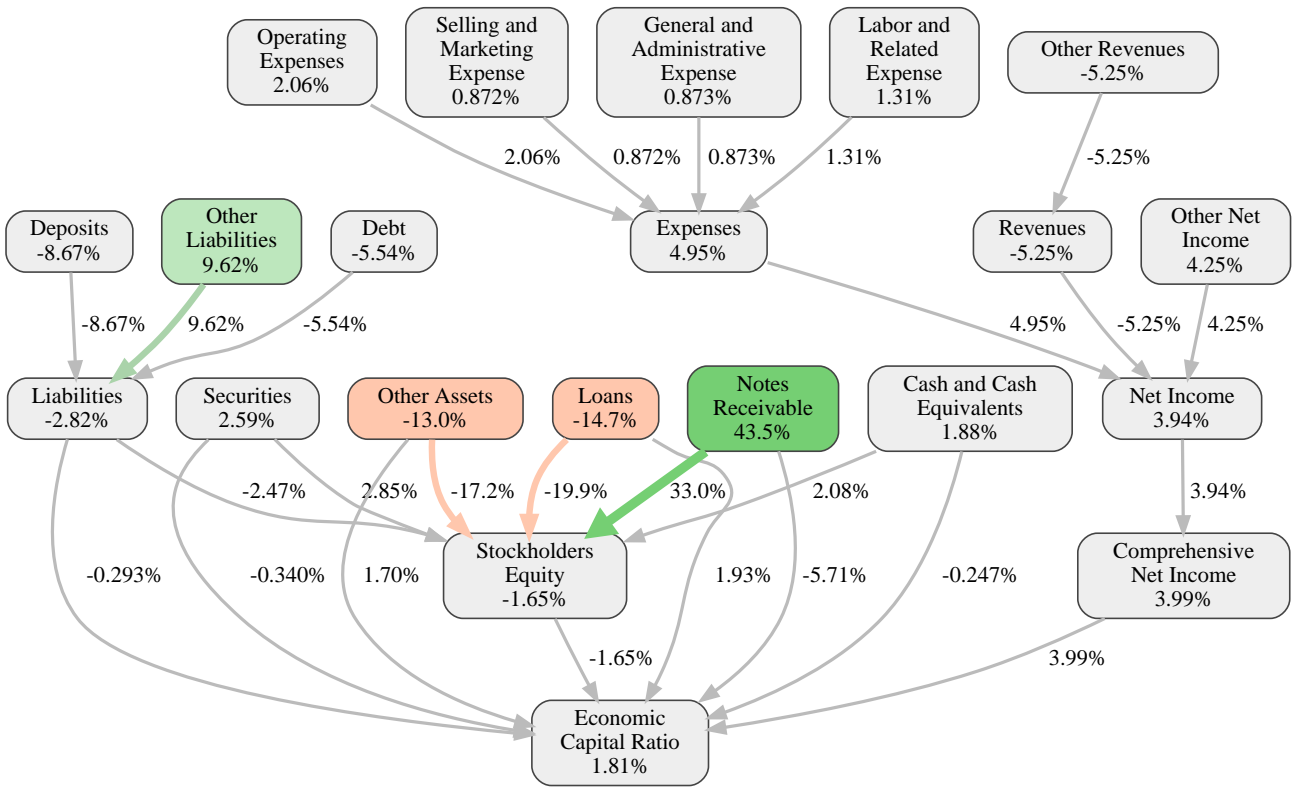 Operating
Expenses
2.06%
Selling and
Marketing
Expense
0.872%
General and
Administrative
Expense
0.873%
Labor and
Related
Expense
1.31%
Other Revenues
-5.25%
2.06%
0.872%
0.873%
1.31%
-5.25%
Deposits
-8.67%
Other
Liabilities
9.62%
Debt
-5.54%
Expenses
4.95%
Revenues
-5.25%
Other Net
Income
4.25%
-8.67%
9.62%
-5.54%
4.95%
-5.25%
4.25%
Liabilities
-2.82%
Securities
2.59%
Other Assets
-13.0%
Loans
-14.7%
Notes
Receivable
43.5%
Cash and Cash
Equivalents
1.88%
Net Income
3.94%
-2.47%
2.85%
-17.2%
-19.9%
33.0%
2.08%
3.94%
Stockholders
Equity
-1.65%
Comprehensive
Net Income
3.99%
-0.293%
-0.340%
1.70%
1.93%
-5.71%
-0.247%
-1.65%
3.99%
Economic
Capital Ratio
1.81%